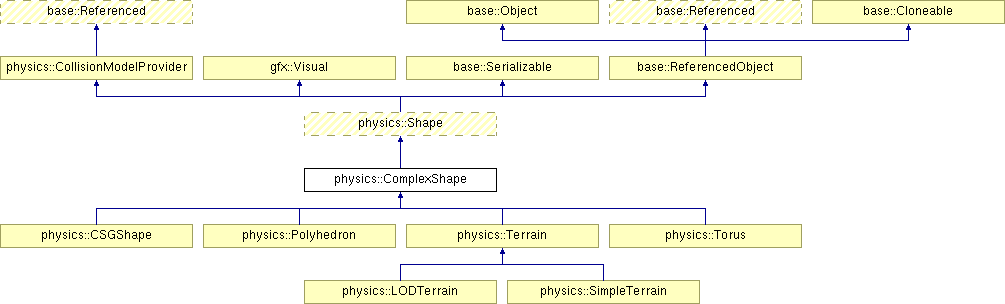 base::Referenced base::Object base::Referenced base::Cloneable
physics::CollisionModelProvider gfx::Visual base::Serializable base::ReferencedObject
physics::Shape
physics::ComplexShape
physics::CSGShape physics::Polyhedron physics::Terrain physics::Torus
physics::LODTerrain physics::SimpleTerrain